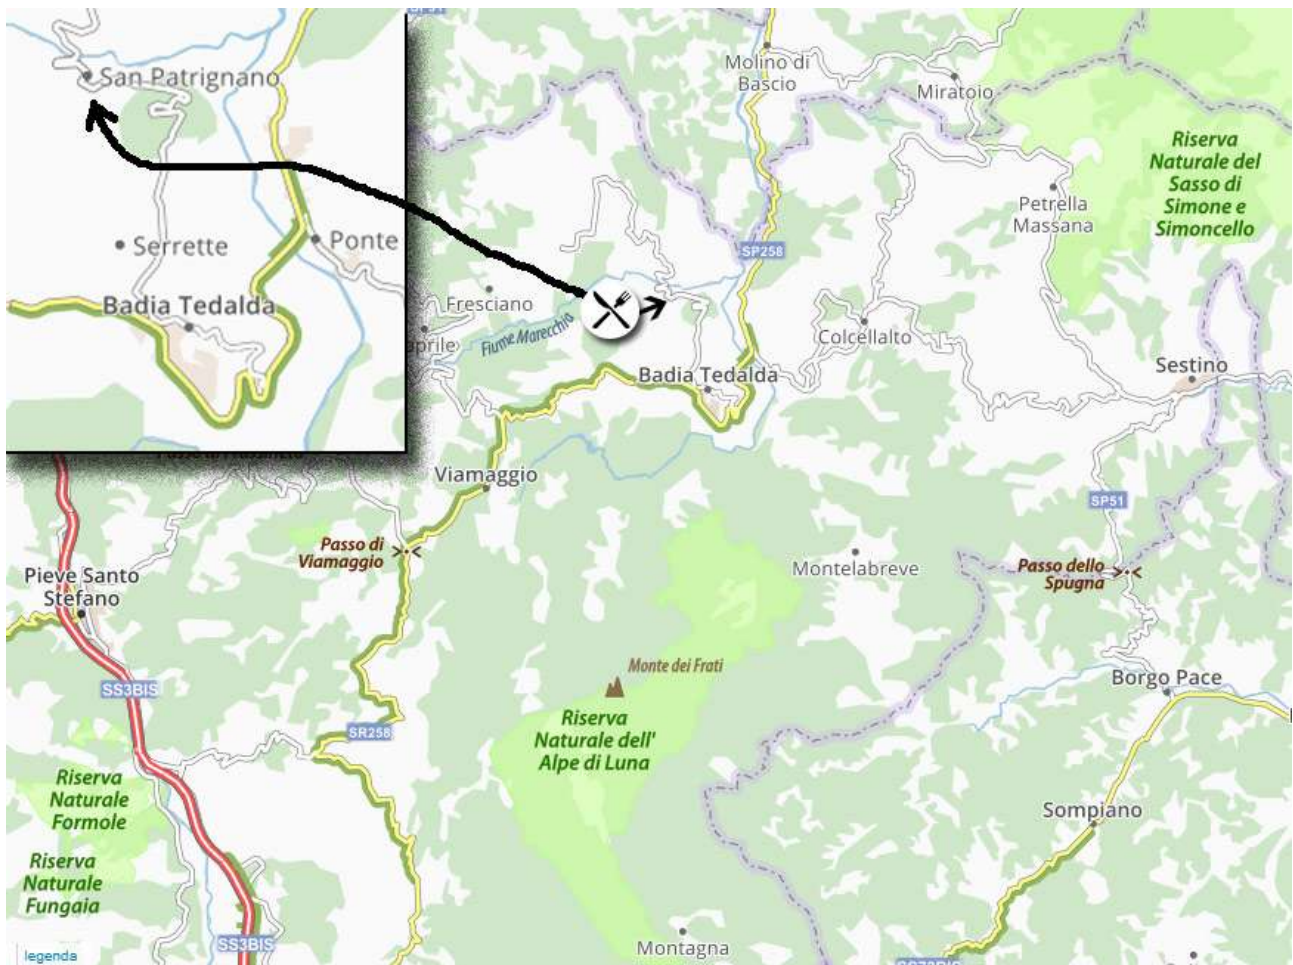 San Patrignano
Serrette
Ponte
Badia Tedalda
Molino di
Bascio
Miratoio
Riserva
Naturale del
Sasso di
Simone e
Simoncello
Petrella
Massana
SP258
Fresciano
Fiume Marecchia
Colcellalto
Badia Tedalda
Sestino
Viamaggio
SP51
Passo di
Viamaggio
Montelabreve
Passo dello
Spugna
Pieve Santo
Stefano
Monte dei Frati
Borgo Pace
SS3BIS
SR258
Riserva
Naturale dell'
Alpe di Luna
Riserva
Naturale
Formole
Sompiano
Riserva
Naturale
Fungaia
Montagna
SS3BIS
legenda